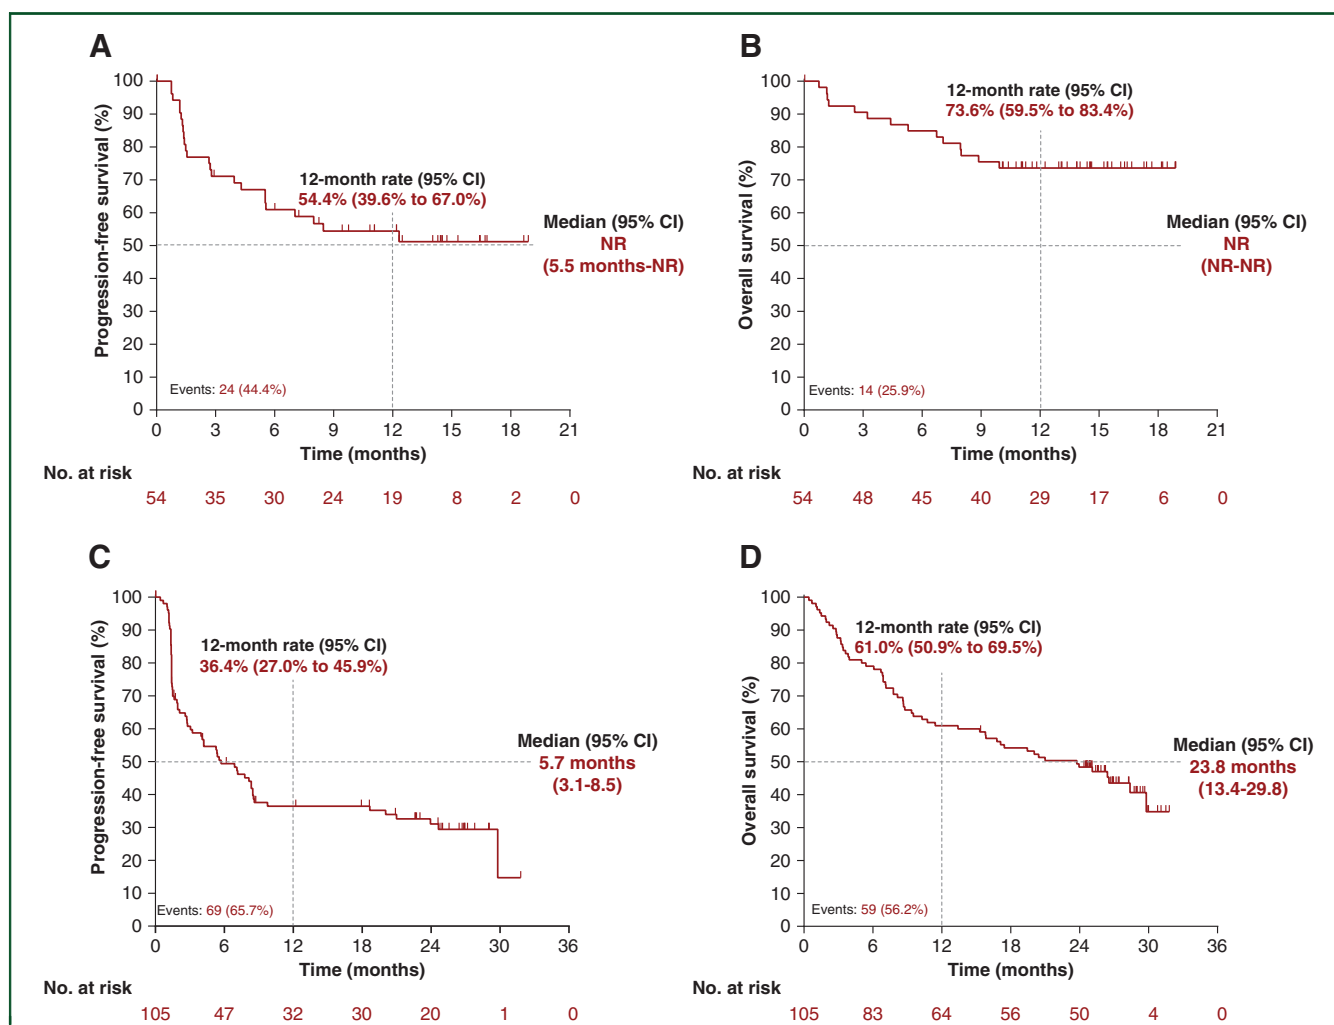 A
Progression-free survival (%)
100
90
80
70
60
50
40
30
20
10
0
12-month rate (95% CI)
54.4% (39.6% to 67.0%)
Median (95% CI)
NR
(5.5 months-NR)
Events: 24 (44.4%)
0 3 6 9 12 15 18 21
Time (months)
No. at risk
54 35 30 24 19 8 2 0
B
Overall survival (%)
100
90
80
70
60
50
40
30
20
10
0
12-month rate (95% CI)
73.6% (59.5% to 83.4%)
Median (95% CI)
NR
(NR-NR)
Events: 14 (25.9%)
0 3 6 9 12 15 18 21
Time (months)
No. at risk
54 48 45 40 29 17 6 0
C
Progression-free survival (%)
100
90
80
70
60
50
40
30
20
10
0
12-month rate (95% CI)
36.4% (27.0% to 45.9%)
Median (95% CI)
5.7 months
(3.1-8.5)
Events: 69 (65.7%)
0 6 12 18 24 30 36
Time (months)
No. at risk
105 47 32 30 20 1 0
D
Overall survival (%)
100
90
80
70
60
50
40
30
20
10
0
12-month rate (95% CI)
61.0% (50.9% to 69.5%)
Median (95% CI)
23.8 months
(13.4-29.8)
Events: 59 (56.2%)
0 6 12 18 24 30 36
Time (months)
No. at risk
105 83 64 56 50 4 0